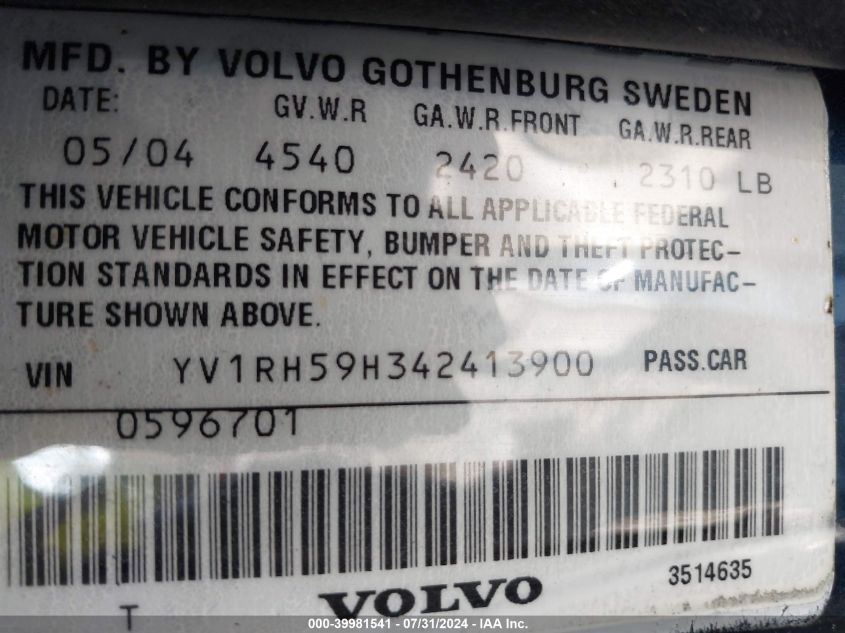 MFD. BY VOLVO GOTHENBURG SWEDEN
DATE: GV.W.R GA.W.R.FRONT GA.W.R.REAR
05/04 4540 2420 2310 LB
THIS VEHICLE CONFORMS TO ALL APPLICABLE FEDERAL
MOTOR VEHICLE SAFETY, BUMPER AND THEFT PROTEC-
TION STANDARDS IN EFFECT ON THE DATE OF MANUFAC-
TURE SHOWN ABOVE.
VIN YV1RH59H342413900 PASS.CAR
0596701
T VOLVO 3514635
000-39981541 - 07/31/2024 - IAAI Inc.